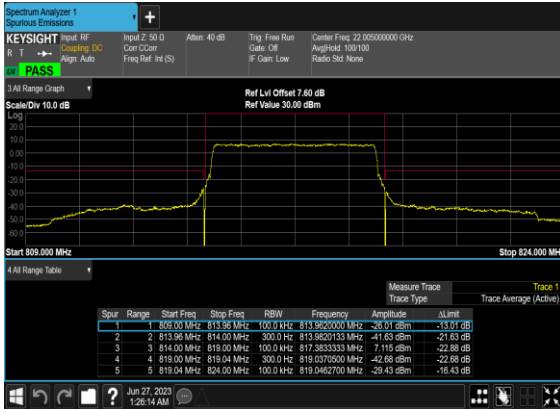 Spectrum Analyzer 1
Spurious Emissions
+
KEYSIGHT Input: RF Input Z: 50 Ω Atten: 40 dB Trig: Free Run Center Freq: 22.005000000 GHz
R T Coupling: DC Corr CCorr Gate: Off Avg|Hold: 100/100
Align: Auto Freq Ref: Int (S) IF Gain: Low Radio Std: None
PASS
3 All Range Graph
Ref Lvl Offset 7.60 dB
Scale/Div 10.0 dB Ref Value 30.00 dBm
Log
20.0
10.0
0.00
-10.0
-20.0
-30.0
-40.0
-50.0
-60.0
Start 809.000 MHz Stop 824.000 MHz
4 All Range Table
Measure Trace Trace 1
Trace Type Trace Average (Active)
Spur Range Start Freq Stop Freq RBW Frequency Amplitude ΔLimit
1 1 809.00 MHz 813.96 MHz 100.0 kHz 813.9620000 MHz -26.01 dBm -13.01 dB
2 2 813.96 MHz 814.00 MHz 300.0 Hz 813.9820133 MHz -41.63 dBm -21.63 dB
3 3 814.00 MHz 819.00 MHz 100.0 kHz 817.3833333 MHz 7.115 dBm -22.88 dB
4 4 819.00 MHz 819.04 MHz 300.0 Hz 819.0370500 MHz -42.68 dBm -22.68 dB
5 5 819.04 MHz 824.00 MHz 100.0 kHz 819.0462700 MHz -29.43 dBm -16.43 dB
?
Jun 27, 2023
1:26:14 AM